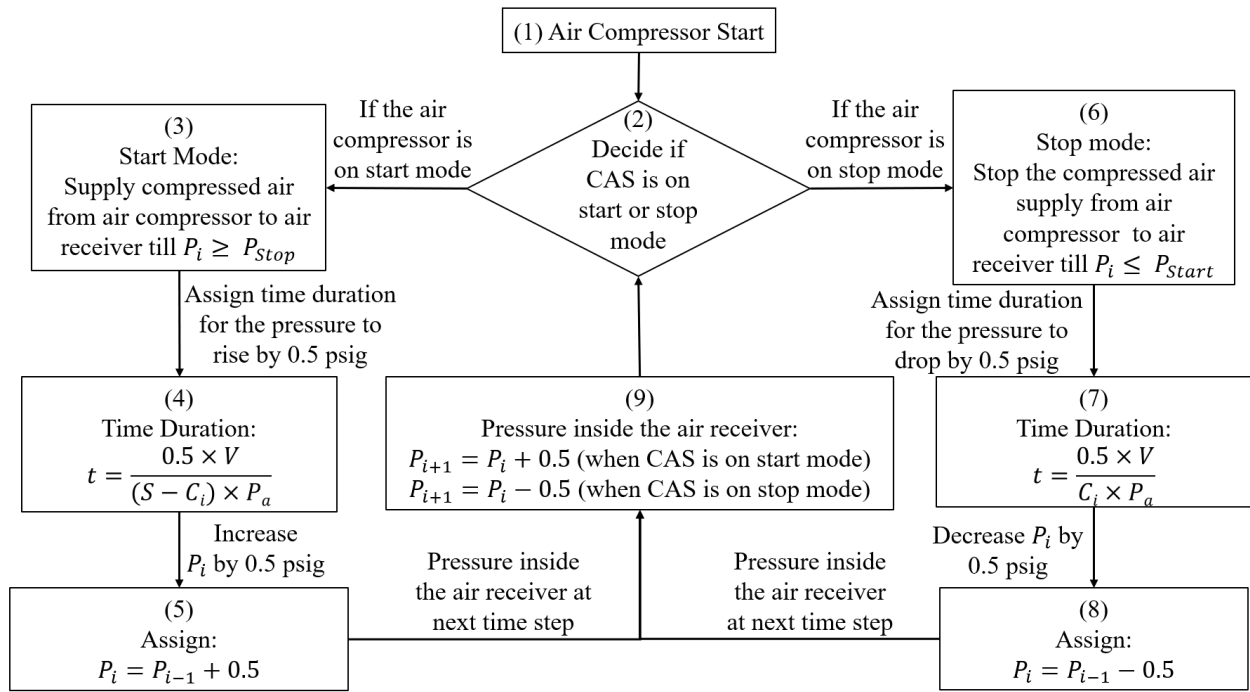 (1) Air Compressor Start
If the air
compressor is
on start mode
(2)
Decide if
CAS is on
start or stop
mode
If the air
compressor is
on stop mode
(3)
Start Mode:
Supply compressed air
from air compressor to air
receiver till P_i ≥ P_Stop
(6)
Stop mode:
Stop the compressed air
supply from air
compressor to air
receiver till P_i ≤ P_Start
Assign time duration
for the pressure to
rise by 0.5 psig
Assign time duration
for the pressure to
drop by 0.5 psig
(4)
Time Duration:
t = (0.5 × V) / ((S − C_i) × P_a)
(9)
Pressure inside the air receiver:
P_{i+1} = P_i + 0.5 (when CAS is on start mode)
P_{i+1} = P_i − 0.5 (when CAS is on stop mode)
(7)
Time Duration:
t = (0.5 × V) / (C_i × P_a)
Increase
P_i by 0.5 psig
Pressure inside
the air receiver at
next time step
Pressure inside
the air receiver
at next time step
Decrease P_i by
0.5 psig
(5)
Assign:
P_i = P_{i−1} + 0.5
(8)
Assign:
P_i = P_{i−1} − 0.5